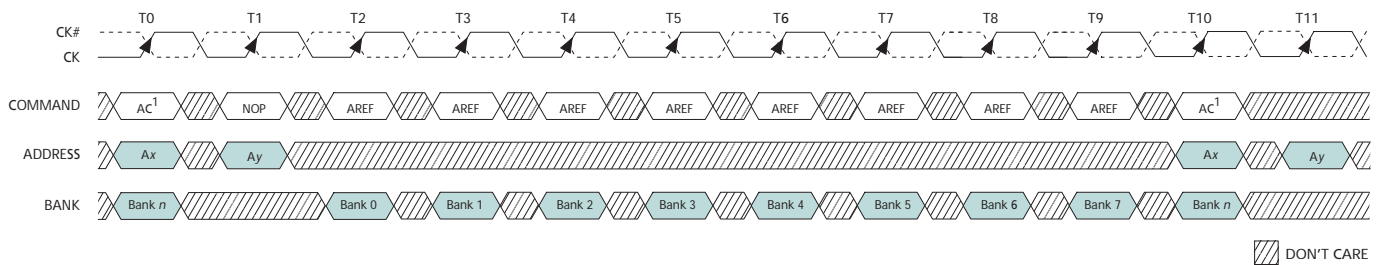 T0 T1 T2 T3 T4 T5 T6 T7 T8 T9 T10 T11
CK#
CK
COMMAND AC1 NOP AREF AREF AREF AREF AREF AREF AREF AREF AC1
ADDRESS Ax Ay Ax Ay
BANK Bank n Bank 0 Bank 1 Bank 2 Bank 3 Bank 4 Bank 5 Bank 6 Bank 7 Bank n
DON'T CARE